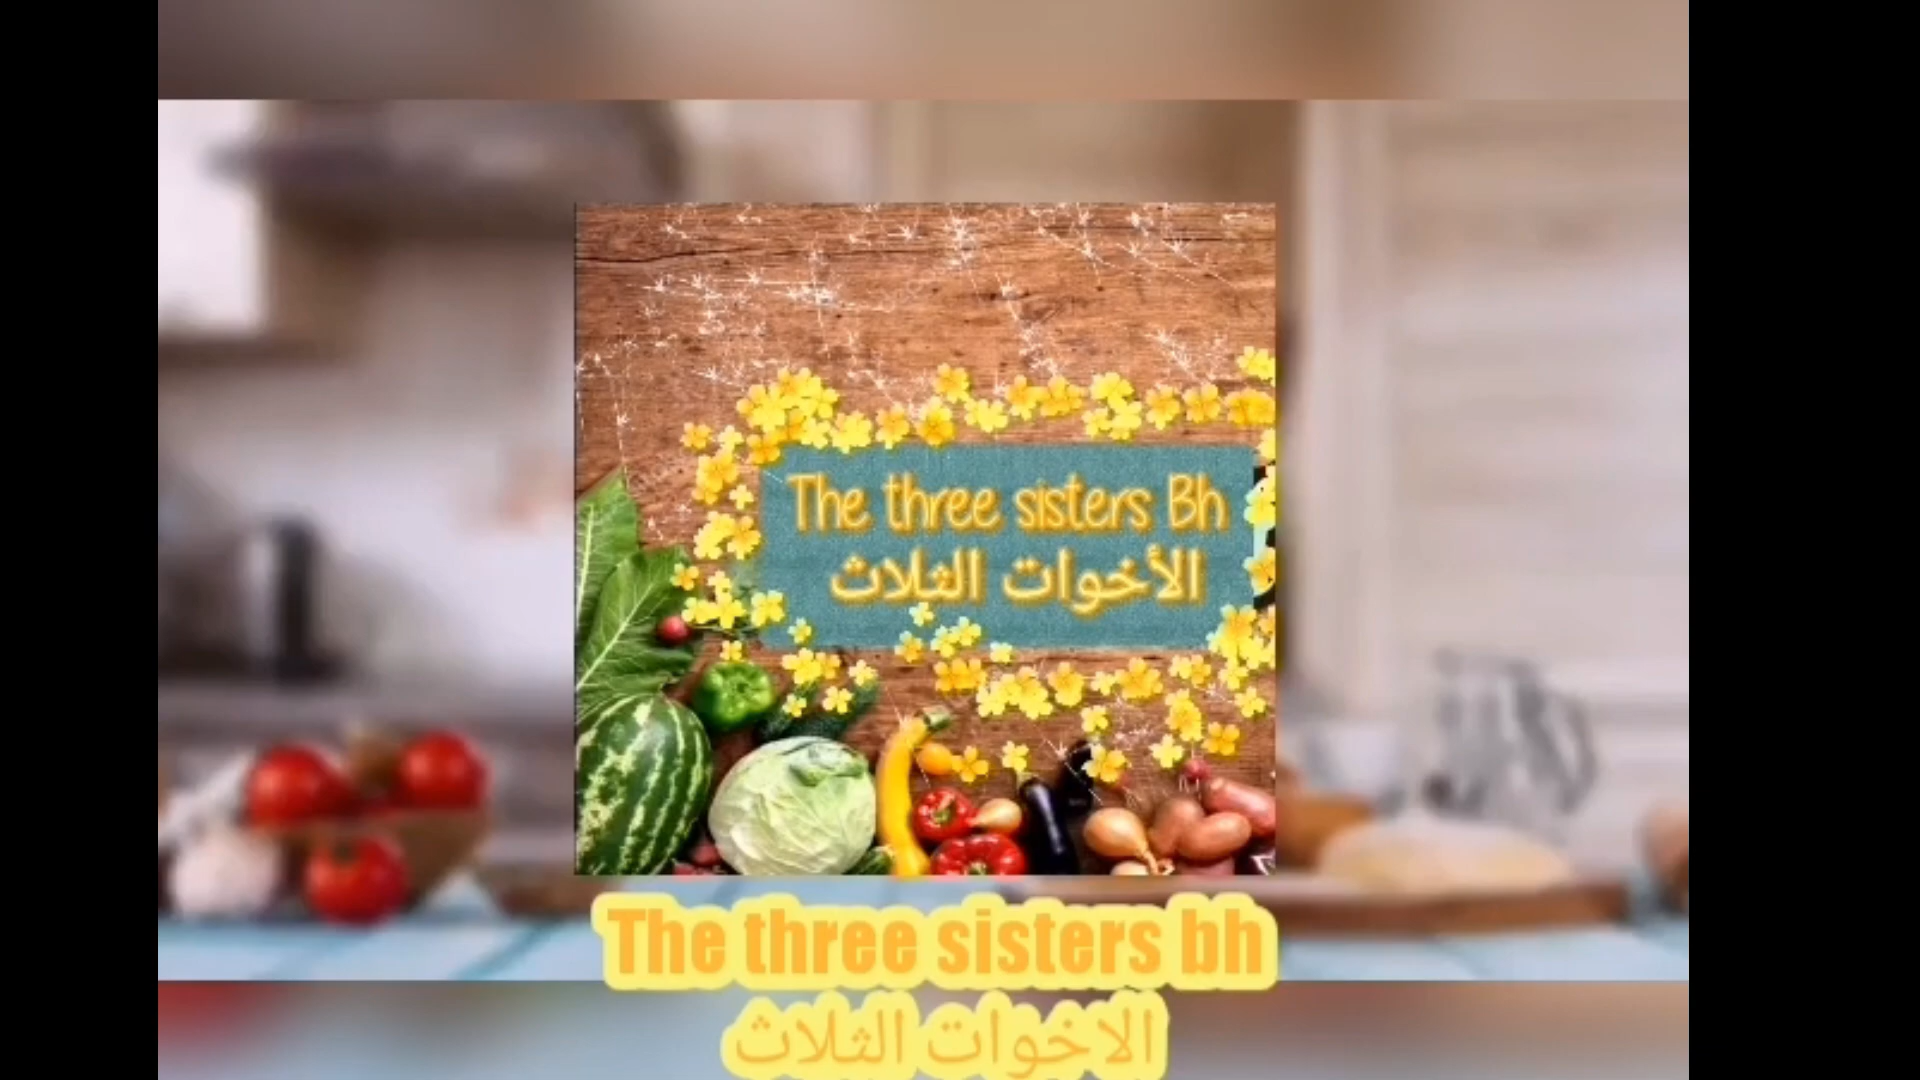 The three sisters Bh
الأخوات الثلاث
The three sisters bh
الاخوات الثلاث